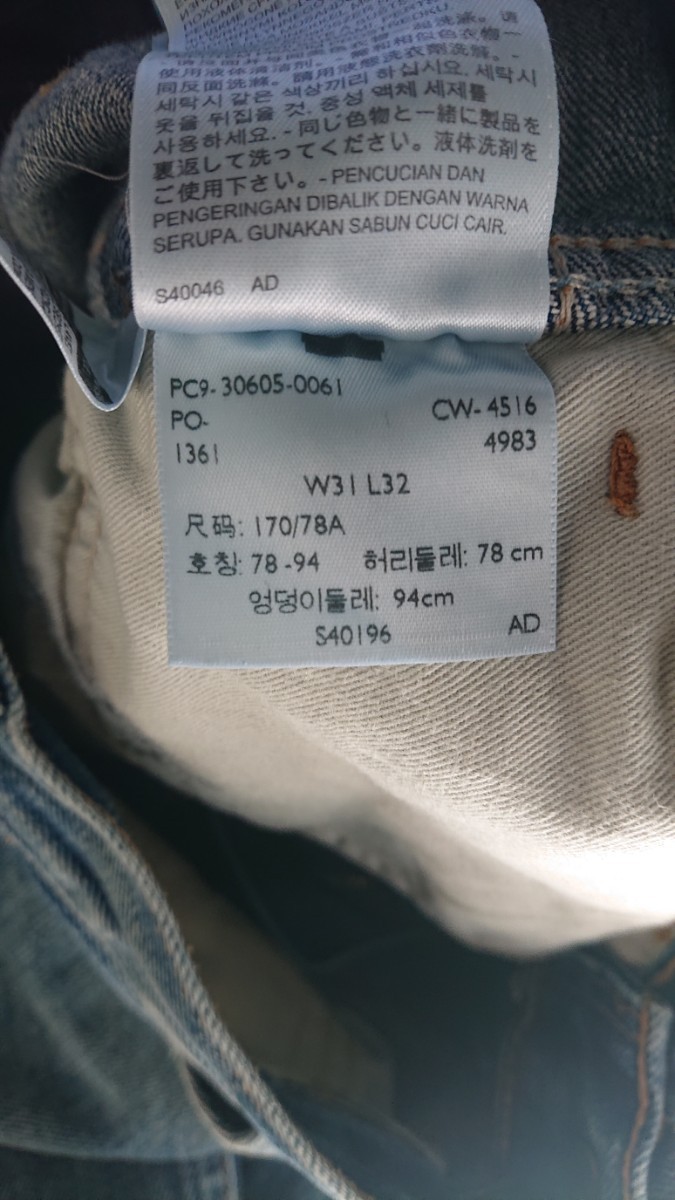 使用液体清洁剂。請用液態洗衣劑洗滌。-
同反面洗滌。
세탁시 같은 색상끼리 하십시요. 세탁시
옷을 뒤집을 것. 중성 액체 세제를
사용하세요. - 同じ色物と一緒に製品を
裏返して洗ってください。液体洗剤を
ご使用下さい。- PENCUCIAN DAN
PENGERINGAN DIBALIK DENGAN WARNA
SERUPA. GUNAKAN SABUN CUCI CAIR.
S40046 AD
PC9-30605-0061
PO-
CW-4516
1361
4983
W31 L32
尺码: 170/78A
호칭: 78-94 허리둘레: 78 cm
엉덩이둘레: 94cm
S40196 AD